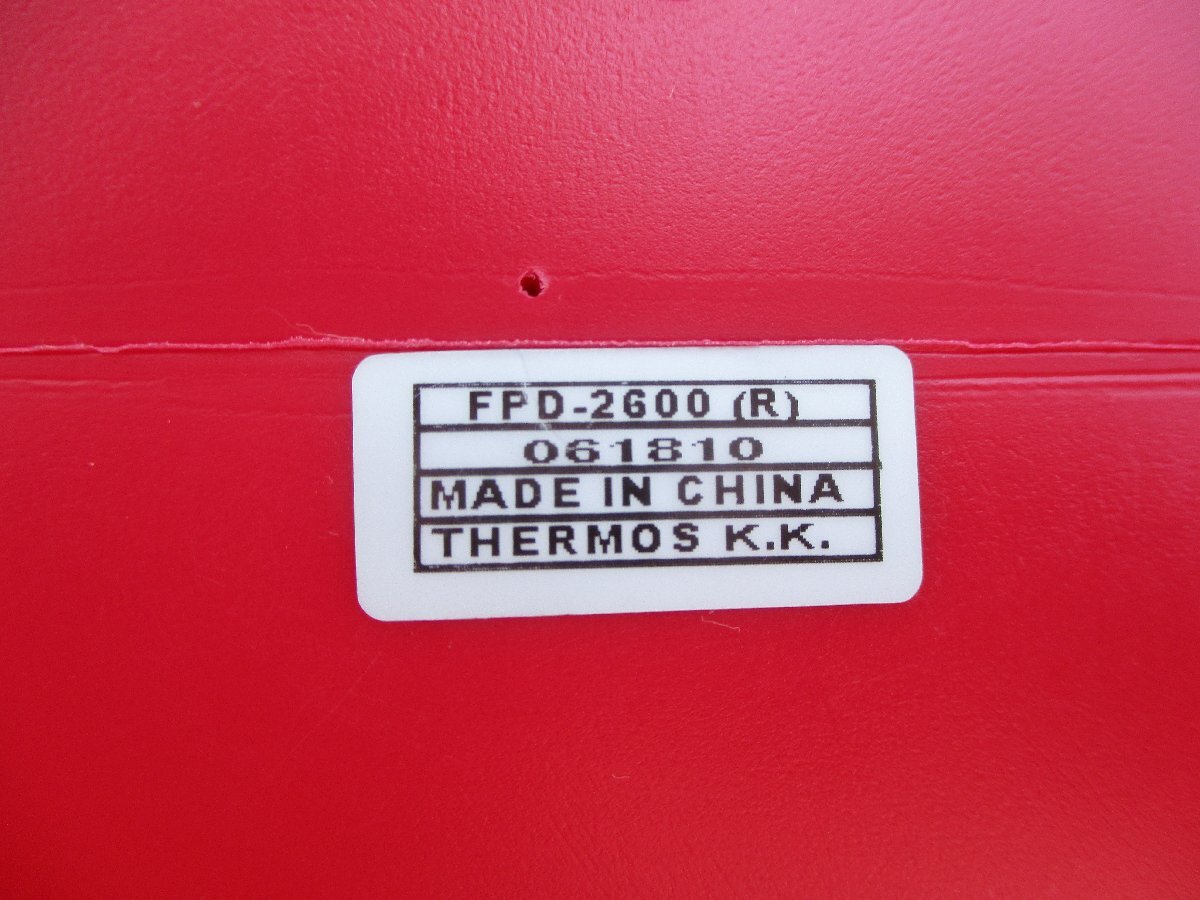 FPD-2600 (R)
061810
MADE IN CHINA
THERMOS K.K.